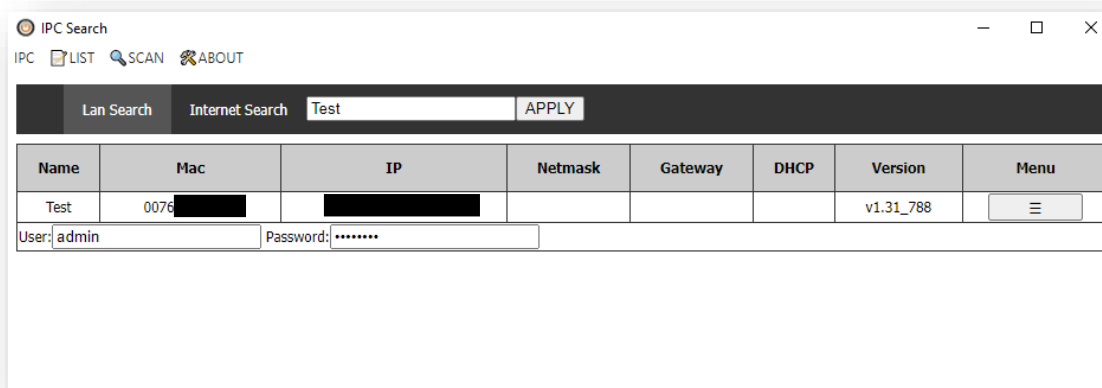 IPC Search
IPC LIST SCAN ABOUT
Lan Search Internet Search Test APPLY
Name Mac IP Netmask Gateway DHCP Version Menu
Test 0076 v1.31_788 ☰
User: admin Password: ••••••••